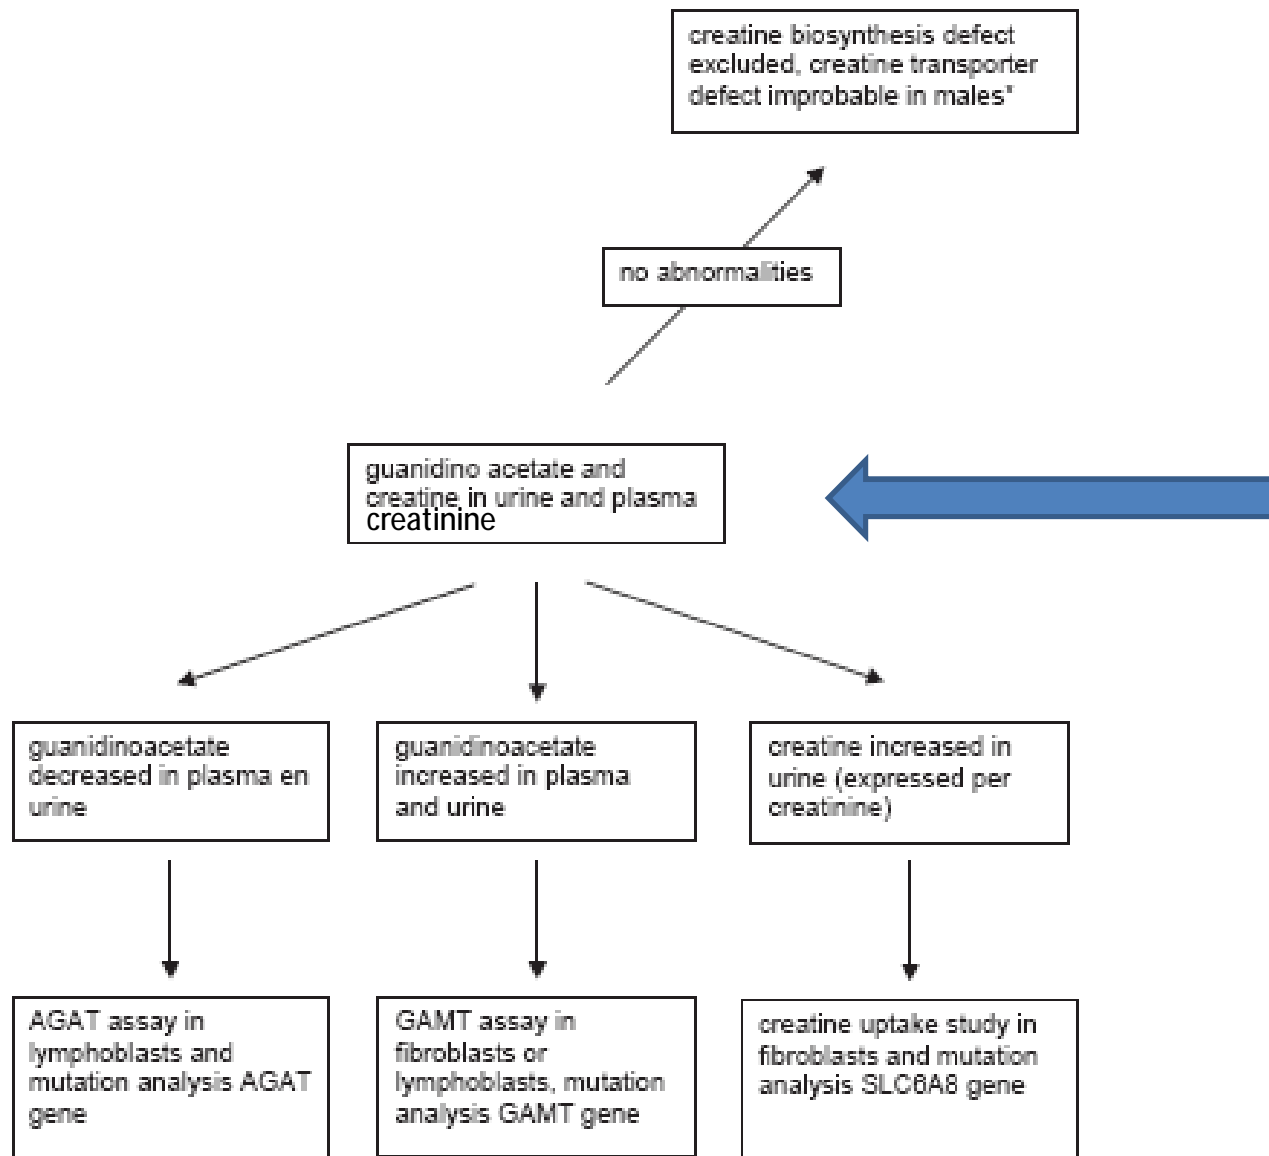 creatine biosynthesis defect
excluded, creatine transporter
defect improbable in males*
no abnormalities
guanidino acetate and
creatine in urine and plasma
creatinine
guanidinoacetate
decreased in plasma en
urine
guanidinoacetate
increased in plasma
and urine
creatine increased in
urine (expressed per
creatinine)
AGAT assay in
lymphoblasts and
mutation analysis AGAT
gene
GAMT assay in
fibroblasts or
lymphoblasts, mutation
analysis GAMT gene
creatine uptake study in
fibroblasts and mutation
analysis SLC6A8 gene